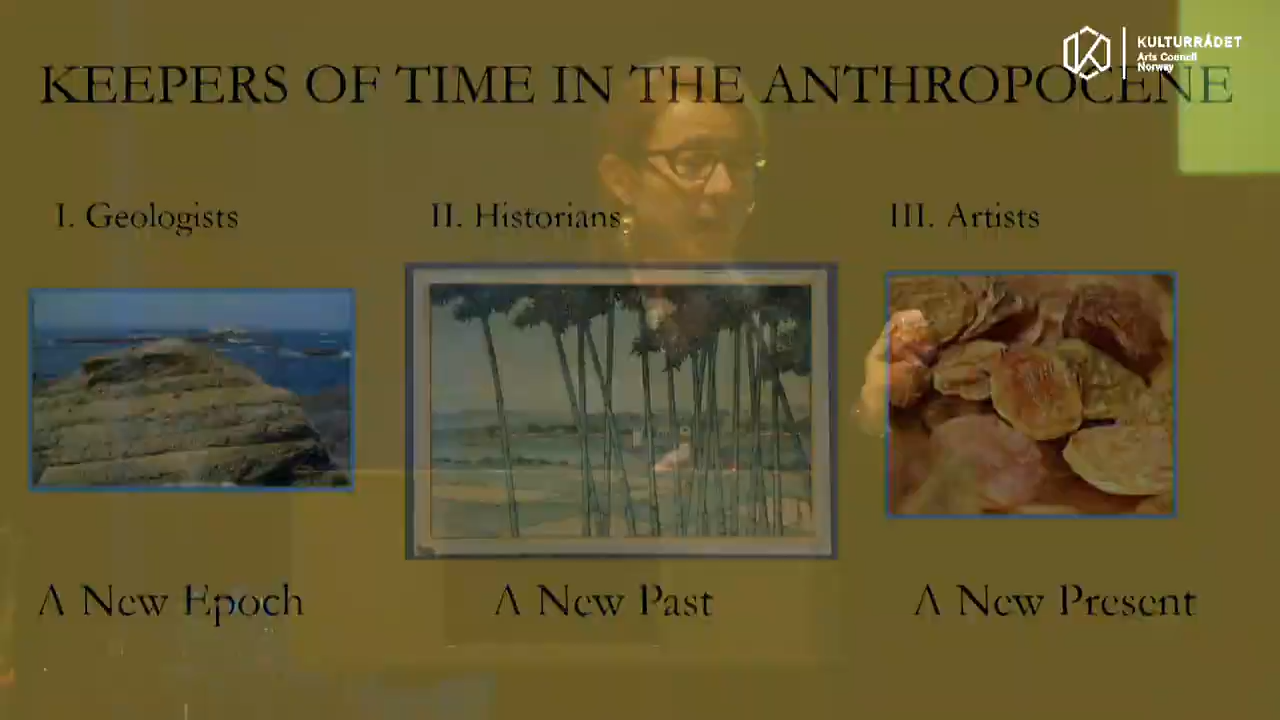 KULTURRÅDET
Arts Council
Norway
KEEPERS OF TIME IN THE ANTHROPOCENE
I. Geologists
II. Historians
III. Artists
A New Epoch
A New Past
A New Present